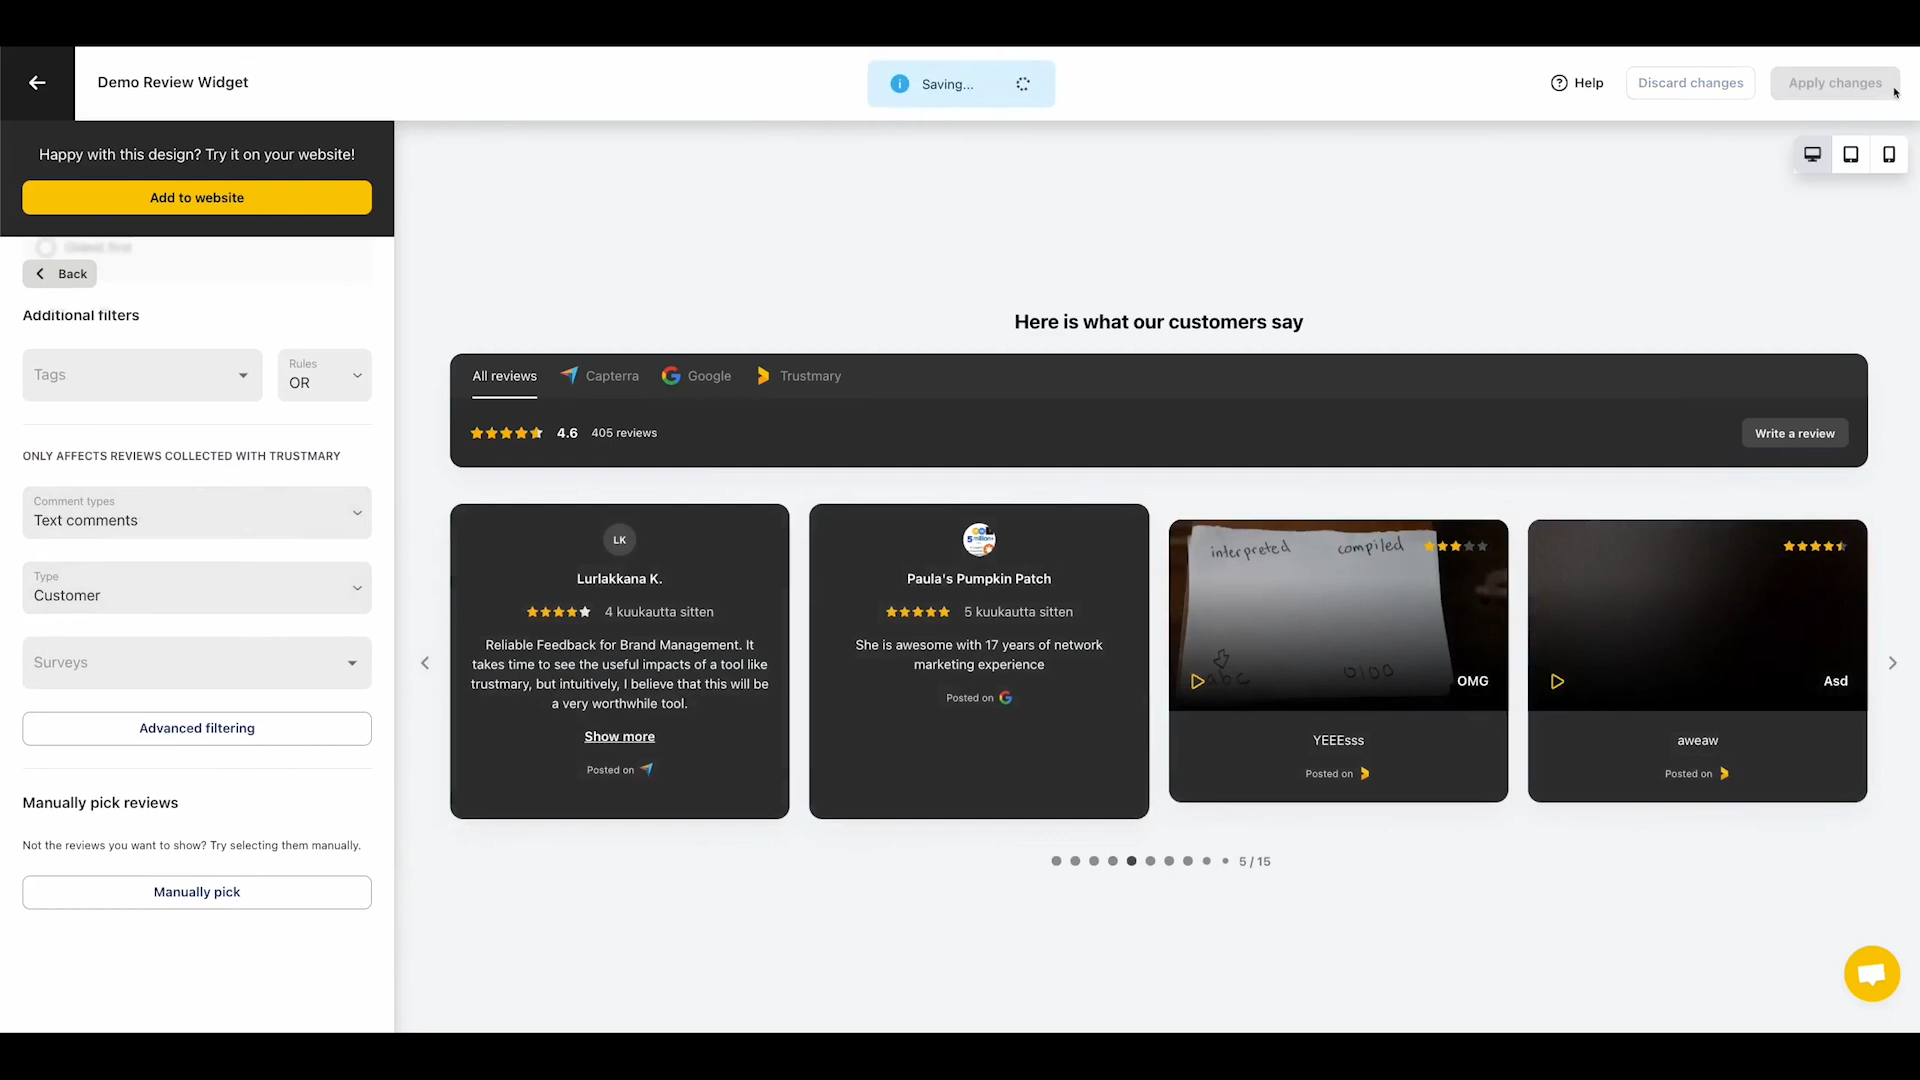 Demo Review Widget
Saving...
Help
Discard changes
Apply changes
Happy with this design? Try it on your website!
Add to website
Oldest first
Back
Additional filters
Tags
Rules
OR
ONLY AFFECTS REVIEWS COLLECTED WITH TRUSTMARY
Comment types
Text comments
Type
Customer
Surveys
Advanced filtering
Manually pick reviews
Not the reviews you want to show? Try selecting them manually.
Manually pick
Here is what our customers say
All reviews
Capterra
Google
Trustmary
4.6 405 reviews
Write a review
LK
Lurlakkana K.
4 kuukautta sitten
Reliable Feedback for Brand Management. It
takes time to see the useful impacts of a tool like
trustmary, but intuitively, I believe that this will be
a very worthwhile tool.
Show more
Posted on
5 million+
Paula's Pumpkin Patch
5 kuukautta sitten
She is awesome with 17 years of network
marketing experience
Posted on
interpreted compiled
abc 0100
OMG
YEEEsss
Posted on
Asd
aweaw
Posted on
5 / 15